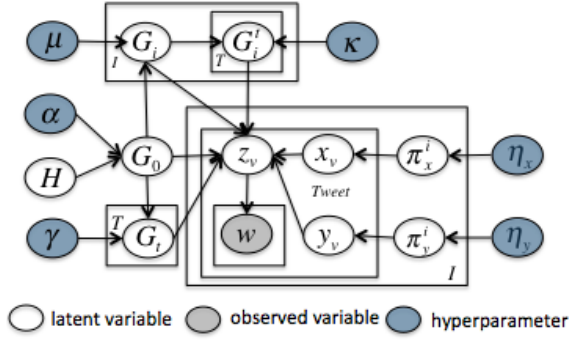 μ G_i G_i^t κ
I T
α
H G_0 z_v x_v π_x^i η_x
Tweet
γ T G_t w y_v π_y^i η_y
I
latent variable observed variable hyperparameter